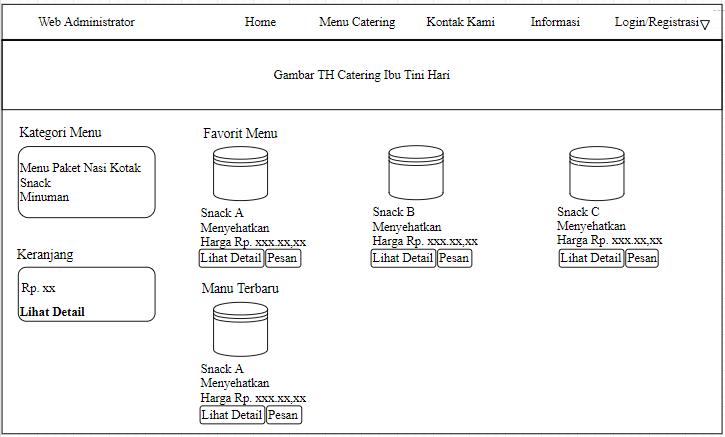 Web Administrator Home Menu Catering Kontak Kami Informasi Login/Registrasi
Gambar TH Catering Ibu Tini Hari
Kategori Menu
Menu Paket Nasi Kotak
Snack
Minuman
Keranjang
Rp. xx
Lihat Detail
Favorit Menu
Snack A
Menyehatkan
Harga Rp. xxx.xx,xx
Lihat Detail Pesan
Snack B
Menyehatkan
Harga Rp. xxx.xx,xx
Lihat Detail Pesan
Snack C
Menyehatkan
Harga Rp. xxx.xx,xx
Lihat Detail Pesan
Manu Terbaru
Snack A
Menyehatkan
Harga Rp. xxx.xx,xx
Lihat Detail Pesan